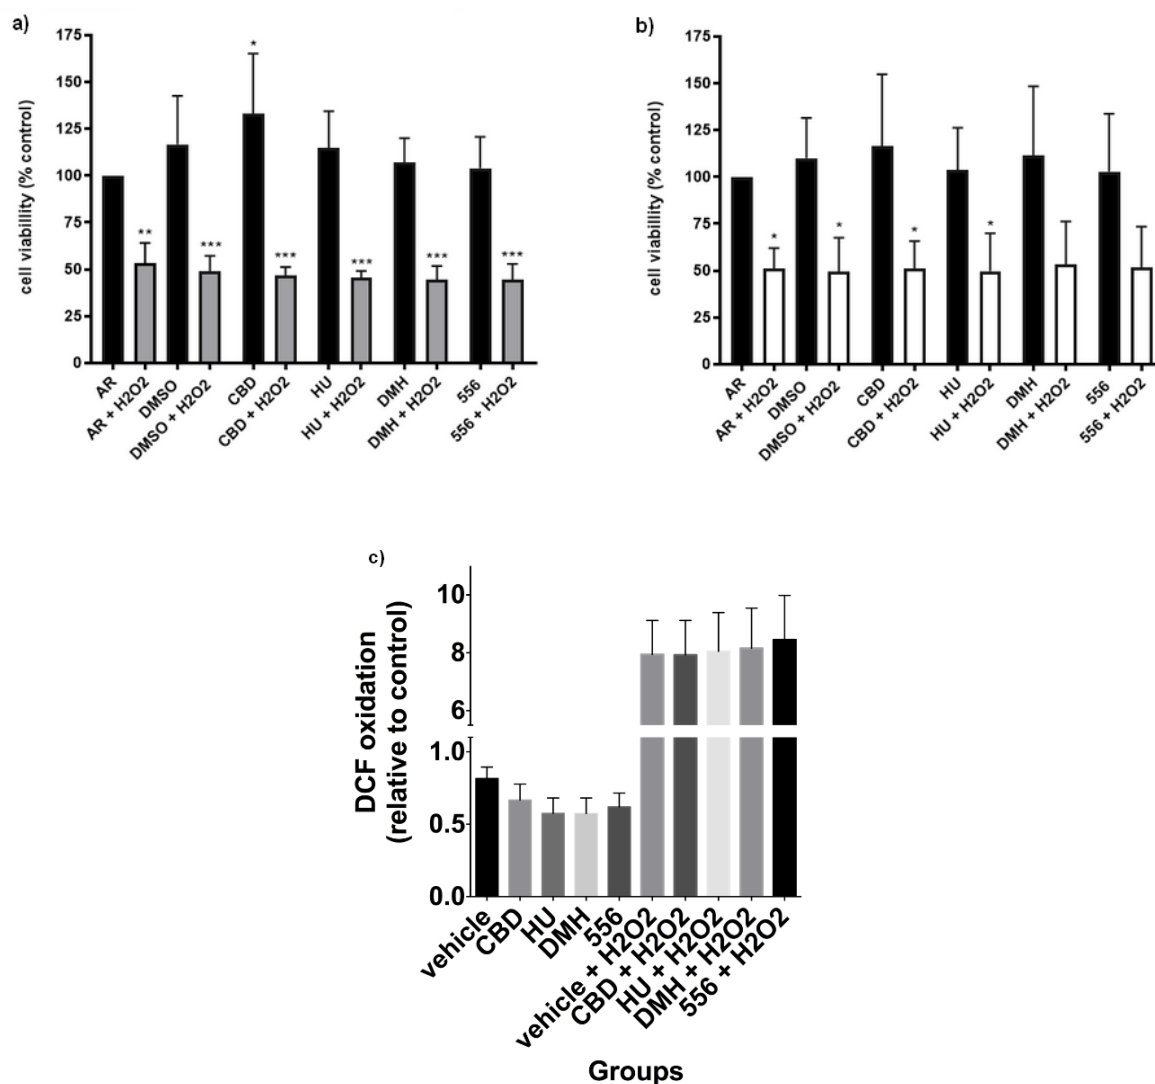 a)
cell viabillity (% control)
175
150
125
100
75
50
25
0
*
**
***
***
***
***
***
AR
AR + H2O2
DMSO
DMSO + H2O2
CBD
CBD + H2O2
HU
HU + H2O2
DMH
DMH + H2O2
556
556 + H2O2
b)
cell viability (% control)
175
150
125
100
75
50
25
0
*
*
*
*
AR
AR + H2O2
DMSO
DMSO + H2O2
CBD
CBD + H2O2
HU
HU + H2O2
DMH
DMH + H2O2
556
556 + H2O2
c)
DCF oxidation
(relative to control)
10
8
6
1.0
0.5
0.0
vehicle
CBD
HU
DMH
556
vehicle + H2O2
CBD + H2O2
HU + H2O2
DMH + H2O2
556 + H2O2
Groups